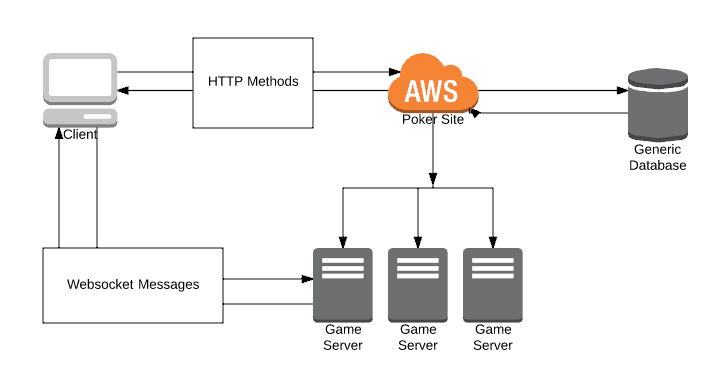 HTTP Methods
AWS
Poker Site
Client
Generic
Database
Websocket Messages
Game
Server
Game
Server
Game
Server